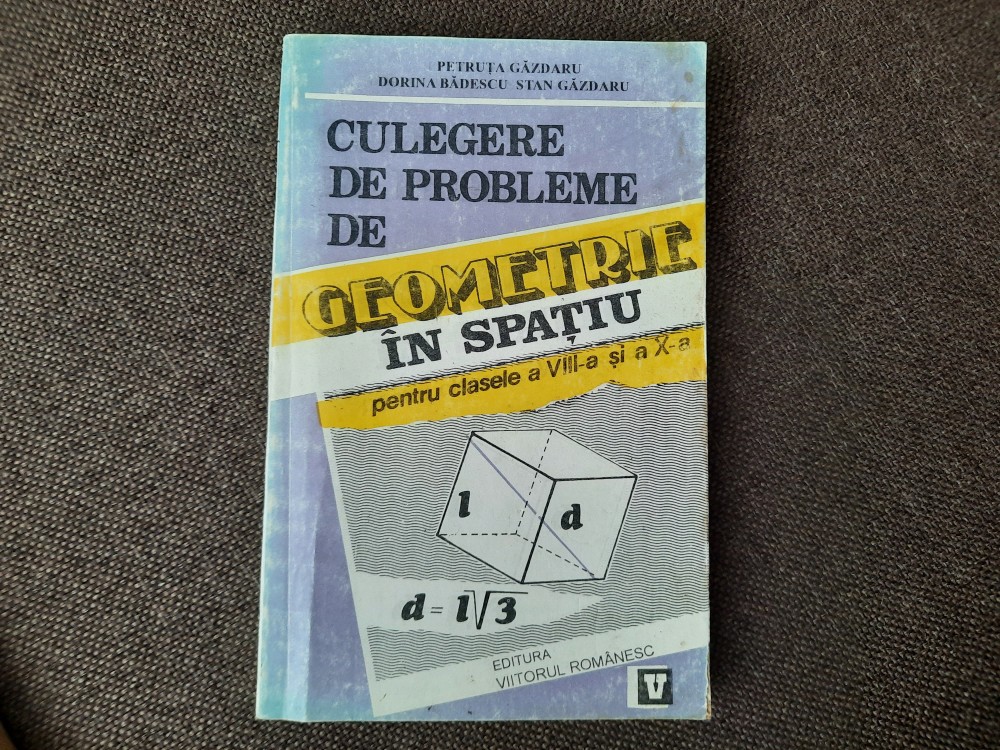 PETRUȚA GĂZDARU
DORINA BĂDESCU STAN GĂZDARU
CULEGERE
DE PROBLEME
DE
GEOMETRIE
ÎN SPAȚIU
pentru clasele a VIII-a și a X-a
l
d
d = l√3
EDITURA
VIITORUL ROMÂNESC
V